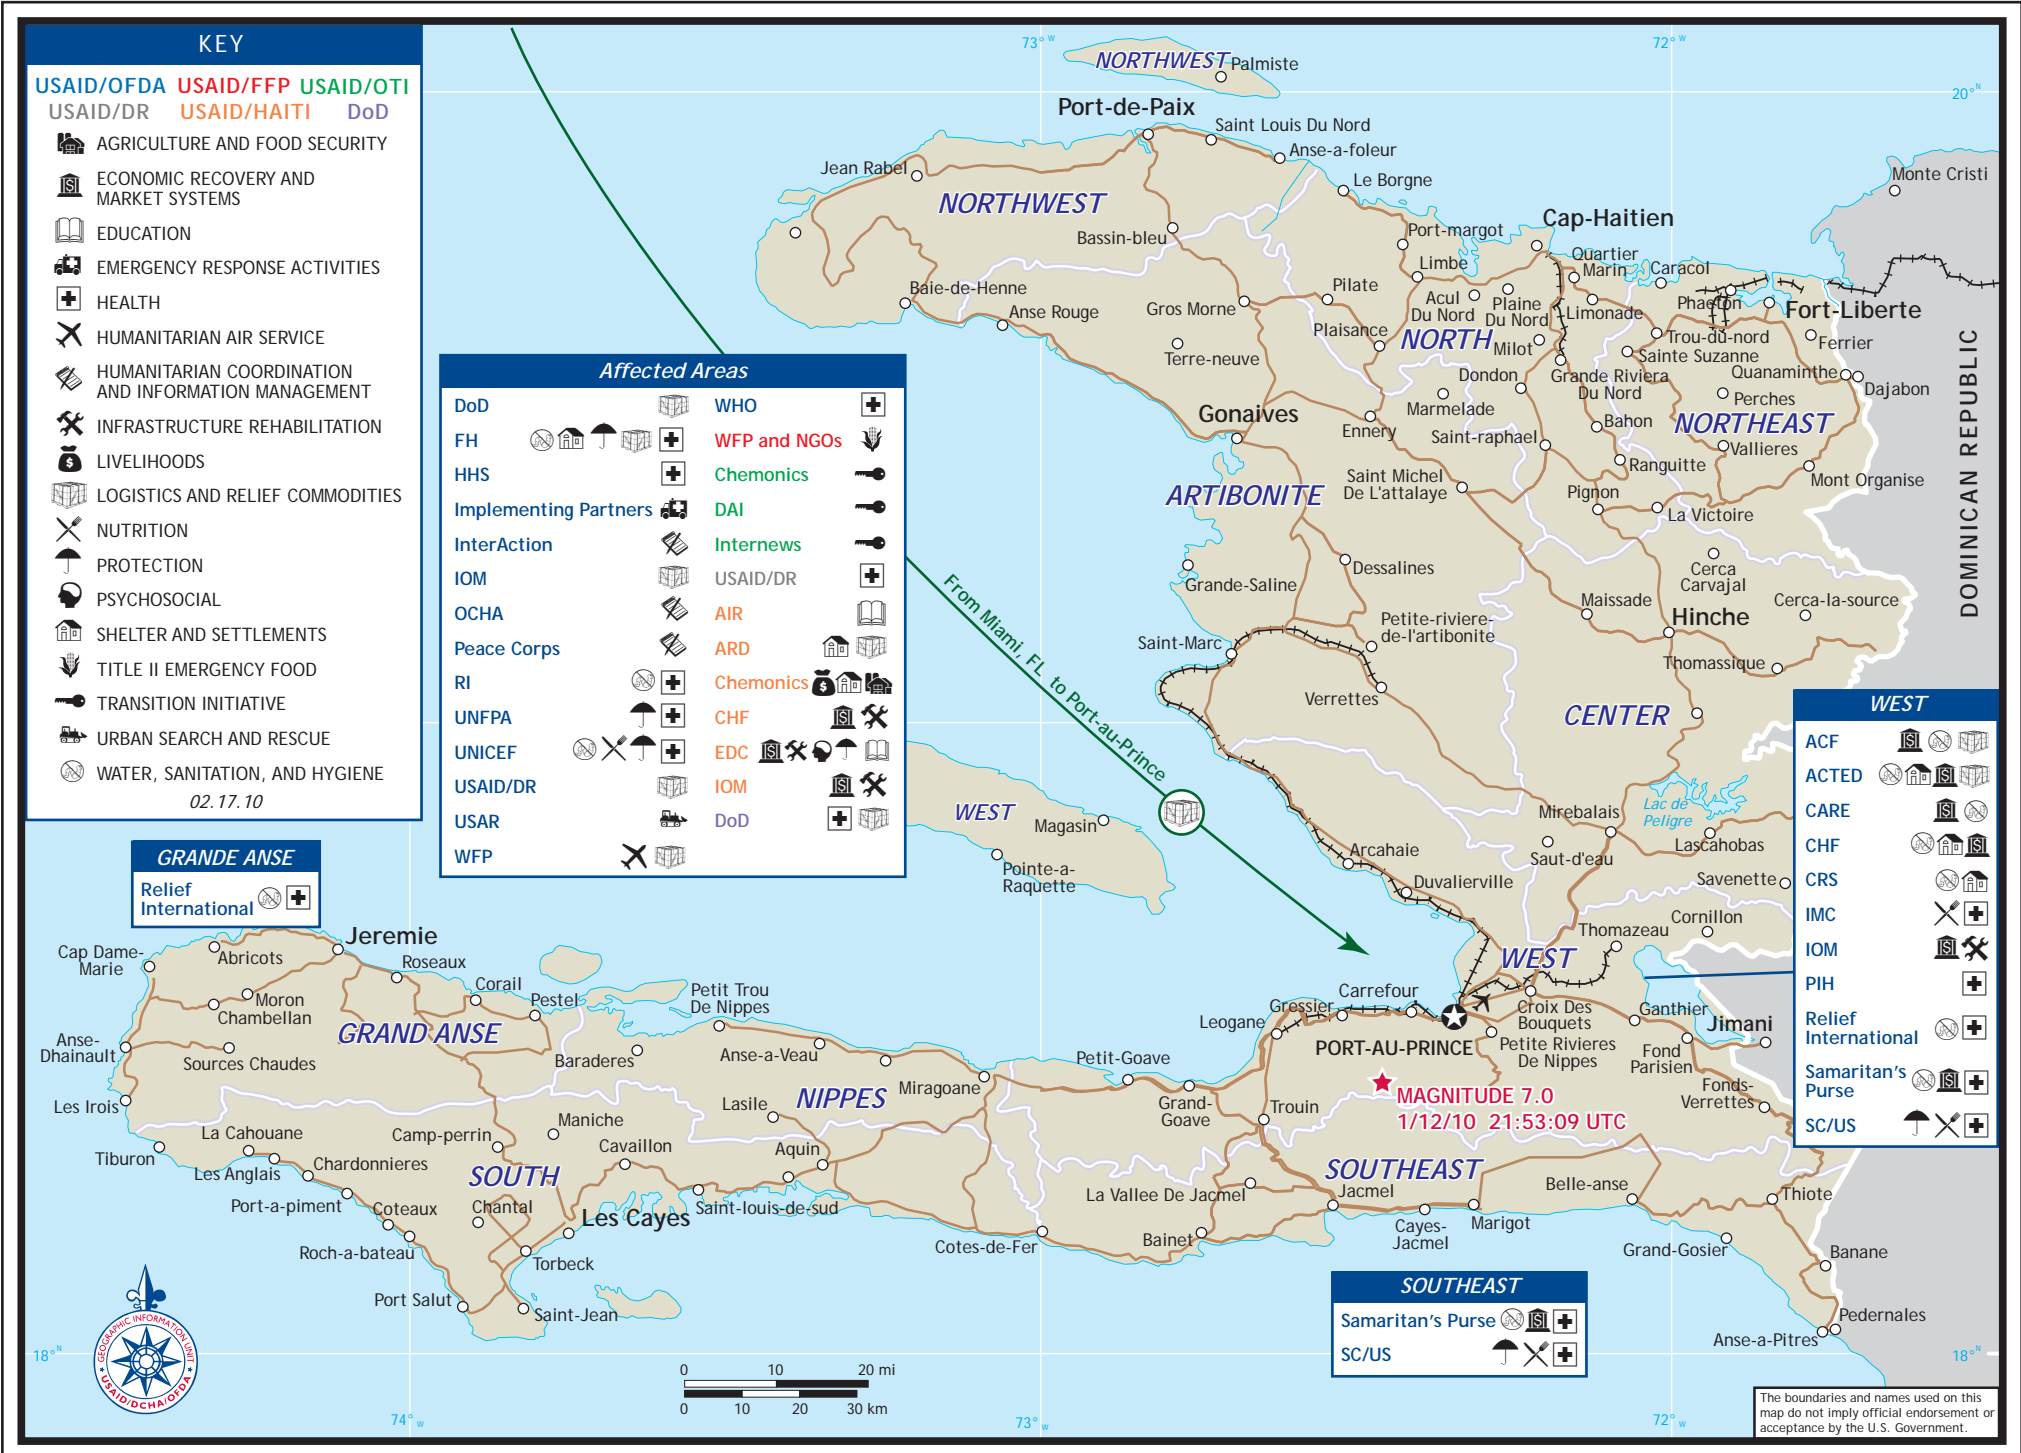 KEY
USAID/OFDA USAID/FFP USAID/OTI
USAID/DR USAID/HAITI DoD
AGRICULTURE AND FOOD SECURITY
ECONOMIC RECOVERY AND
MARKET SYSTEMS
EDUCATION
EMERGENCY RESPONSE ACTIVITIES
HEALTH
HUMANITARIAN AIR SERVICE
HUMANITARIAN COORDINATION
AND INFORMATION MANAGEMENT
INFRASTRUCTURE REHABILITATION
LIVELIHOODS
LOGISTICS AND RELIEF COMMODITIES
NUTRITION
PROTECTION
PSYCHOSOCIAL
SHELTER AND SETTLEMENTS
TITLE II EMERGENCY FOOD
TRANSITION INITIATIVE
URBAN SEARCH AND RESCUE
WATER, SANITATION, AND HYGIENE
02.17.10
Affected Areas
DoD
FH
HHS
Implementing Partners
InterAction
IOM
OCHA
Peace Corps
RI
UNFPA
UNICEF
USAID/DR
USAR
WFP
WHO
WFP and NGOs
Chemonics
DAI
Internews
USAID/DR
AIR
ARD
Chemonics
CHF
EDC
IOM
DoD
GRANDE ANSE
Relief
International
WEST
ACF
ACTED
CARE
CHF
CRS
IMC
IOM
PIH
Relief
International
Samaritan's
Purse
SC/US
SOUTHEAST
Samaritan's Purse
SC/US
73° W
72° W
20° N
NORTHWEST
Palmiste
Port-de-Paix
Saint Louis Du Nord
Anse-a-foleur
Jean Rabel
Le Borgne
Monte Cristi
NORTHWEST
Cap-Haitien
Bassin-bleu
Port-margot
Quartier
Marin
Limbe
Caracol
Baie-de-Henne
Pilate
Acul
Du Nord
Plaine
Du Nord
Phaeton
Fort-Liberte
Anse Rouge
Gros Morne
Limonade
Plaisance
NORTH
Milot
Trou-du-nord
Ferrier
Terre-neuve
Sainte Suzanne
Quanaminthe
Dondon
Grande Riviera
Du Nord
Dajabon
Perches
Marmelade
Gonaives
NORTHEAST
Ennery
Saint-raphael
Bahon
Vallieres
Ranguitte
Saint Michel
De L'attalaye
Mont Organise
ARTIBONITE
Pignon
La Victoire
DOMINICAN REPUBLIC
Dessalines
Cerca
Carvajal
Grande-Saline
Maissade
Hinche
Cerca-la-source
Petite-riviere-
de-l'artibonite
Saint-Marc
Thomassique
Verrettes
CENTER
From Miami, FL to Port-au-Prince
WEST
Magasin
Pointe-a-
Raquette
Mirebalais
Lac de
Peligre
Lascahobas
Saut-d'eau
Arcahaie
Duvalierville
Savenette
Cornillon
Thomazeau
WEST
Jeremie
Cap Dame-
Marie
Abricots
Roseaux
Corail
Pestel
Petit Trou
De Nippes
Moron
Chambellan
GRAND ANSE
Anse-
Dhainault
Sources Chaudes
Baraderes
Anse-a-Veau
Miragoane
Petit-Goave
Leogane
Gressier
Carrefour
Croix Des
Bouquets
Ganthier
Jimani
PORT-AU-PRINCE
Petite Rivieres
De Nippes
Fond
Parisien
Fonds-
Verrettes
MAGNITUDE 7.0
1/12/10 21:53:09 UTC
Les Irois
NIPPES
Lasile
Grand-
Goave
Trouin
Tiburon
La Cahouane
Les Anglais
Camp-perrin
Maniche
Cavaillon
Aquin
Chardonnieres
SOUTH
SOUTHEAST
Port-a-piment
Coteaux
Chantal
Les Cayes
Saint-louis-de-sud
La Vallee De Jacmel
Jacmel
Belle-anse
Thiote
Cayes-
Jacmel
Marigot
Roch-a-bateau
Torbeck
Cotes-de-Fer
Bainet
Grand-Gosier
Banane
Port Salut
Saint-Jean
Pedernales
Anse-a-Pitres
18° N
18° N
GEOGRAPHIC INFORMATION UNIT
USAID/DCHA/OFDA
0 10 20 mi
0 10 20 30 km
74° W
73° W
72° W
The boundaries and names used on this
map do not imply official endorsement or
acceptance by the U.S. Government.